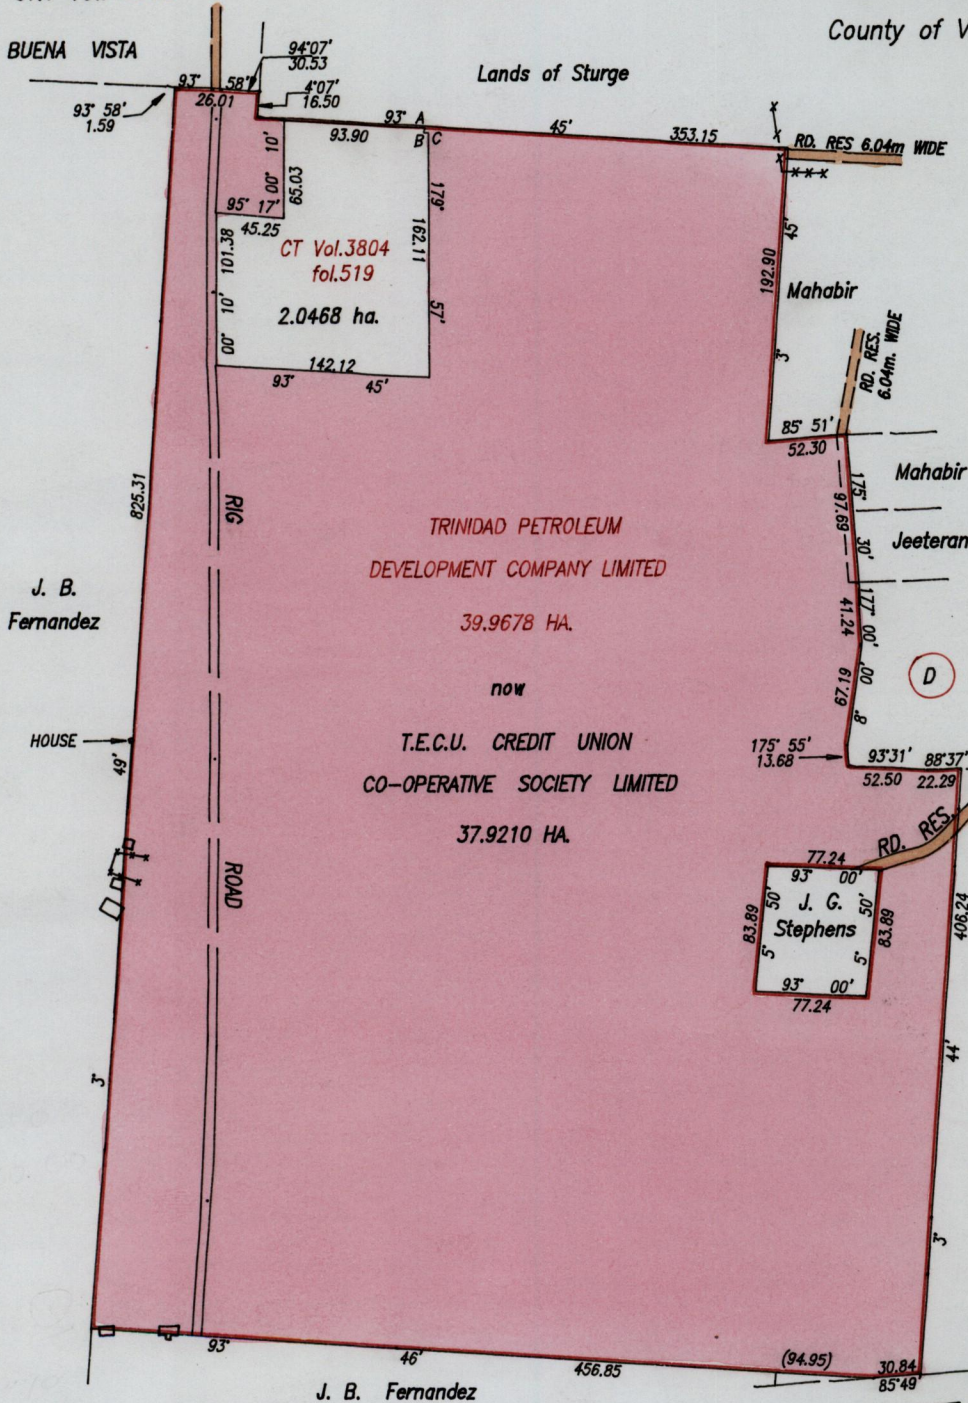 BUENA VISTA
County of
94°07'
30.53
Lands of Sturge
93° 58'
26.01
4°07'
16.50
93° 58'
1.59
93° A 45'
93.90 B C 353.15
RD. RES 6.04m WIDE
00° 10'
65.03
95° 17'
45.25
101.38
00° 10'
CT Vol.3804
fol.519
2.0468 ha.
179° 57'
162.11
142.12
93° 45'
192.90
3° 45'
Mahabir
RD. RES.
6.04m. WIDE
85° 51'
52.30
Mahabir
175° 30'
97.69
Jeeteran
825.31
RIG
TRINIDAD PETROLEUM
DEVELOPMENT COMPANY LIMITED
39.9678 HA.
J. B.
Fernandez
177° 00'
41.24
8° 00'
67.79
D
now
HOUSE
T.E.C.U. CREDIT UNION
CO-OPERATIVE SOCIETY LIMITED
37.9210 HA.
175° 55'
13.68
93°31'
52.50
88°37'
22.29
3° 49'
RD. RES.
77.24
93° 00'
J. G.
Stephens
5° 50'
83.89
5° 50'
83.89
93° 00'
77.24
ROAD
406.24
3° 44'
93° 46'
456.85
(94.95)
30.84
85°49'
J. B. Fernandez